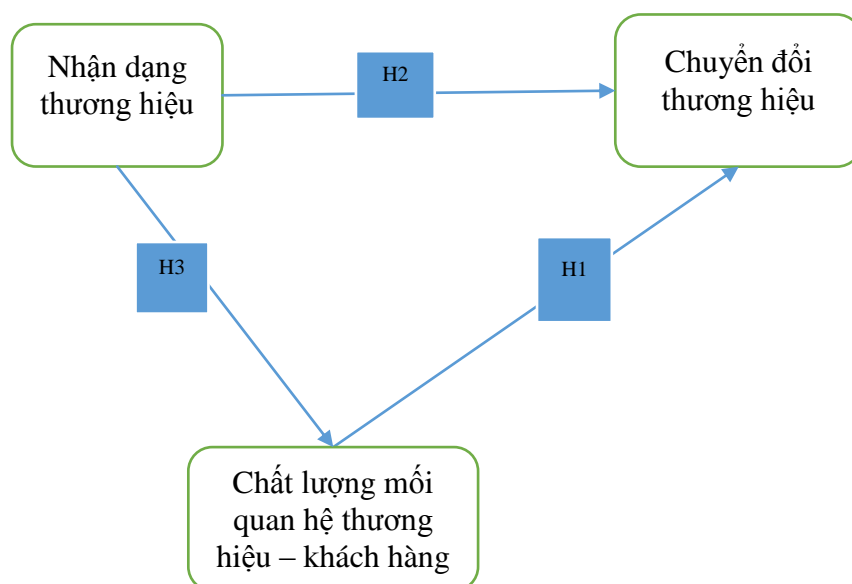 Nhận dạng
thương hiệu
H2
Chuyển đổi
thương hiệu
H3
H1
Chất lượng mối
quan hệ thương
hiệu – khách hàng